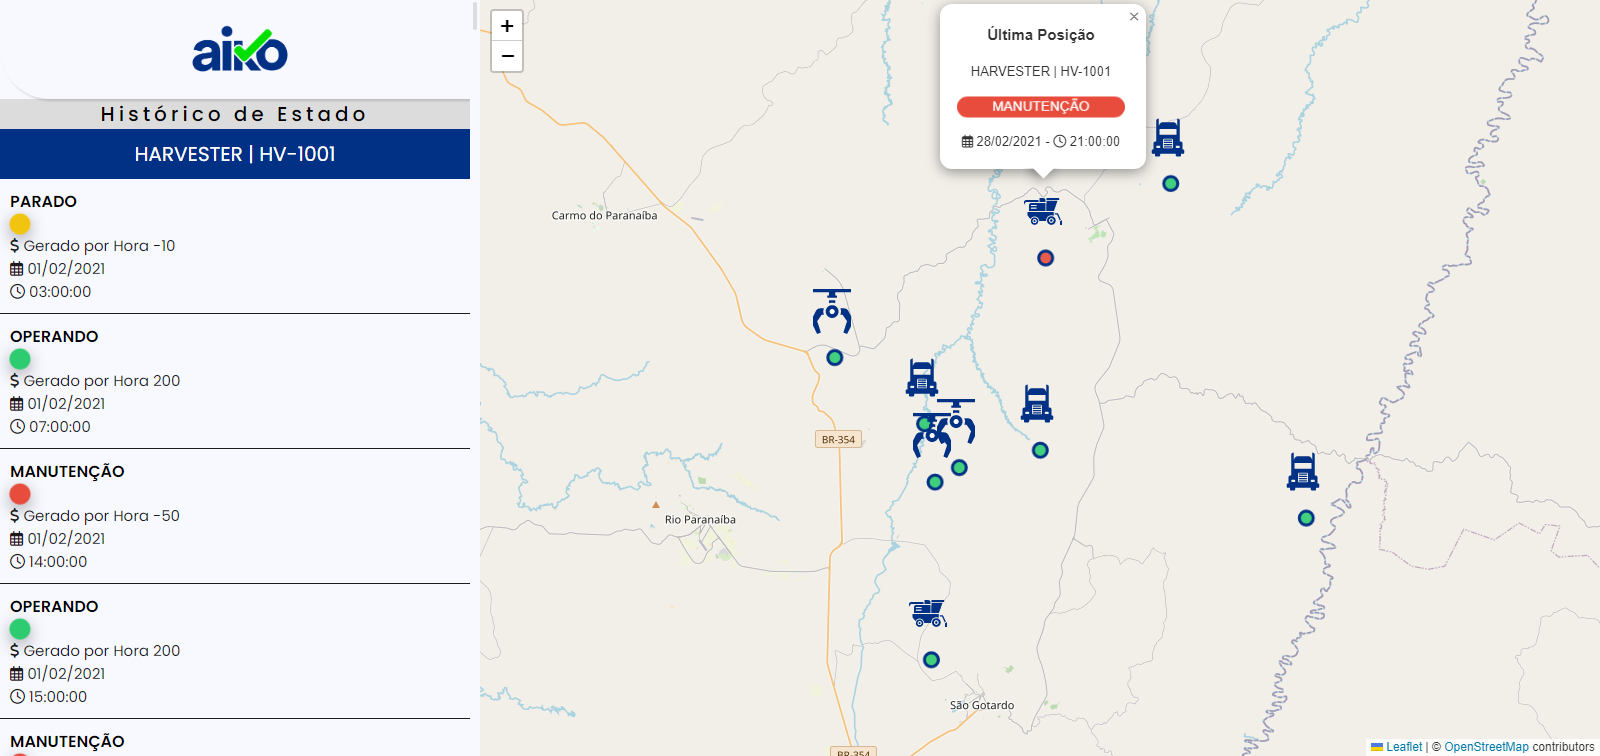 aiko
Histórico de Estado
HARVESTER | HV-1001
PARADO
$ Gerado por Hora -10
01/02/2021
03:00:00
OPERANDO
$ Gerado por Hora 200
01/02/2021
07:00:00
MANUTENÇÃO
$ Gerado por Hora -50
01/02/2021
14:00:00
OPERANDO
$ Gerado por Hora 200
01/02/2021
15:00:00
MANUTENÇÃO
+
−
×
Última Posição
HARVESTER | HV-1001
MANUTENÇÃO
28/02/2021 - 21:00:00
Carmo do Paranaíba
BR-354
Rio Paranaíba
São Gotardo
BR-354
Leaflet | © OpenStreetMap contributors